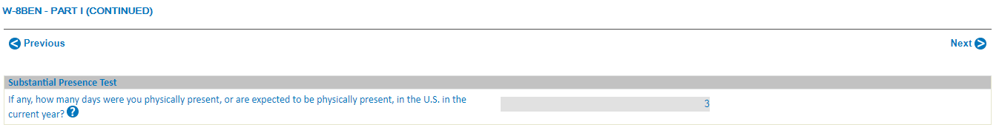 W-8BEN - PART I (CONTINUED)
Previous
Next
Substantial Presence Test
If any, how many days were you physically present, or are expected to be physically present, in the U.S. in the
current year? ?
3